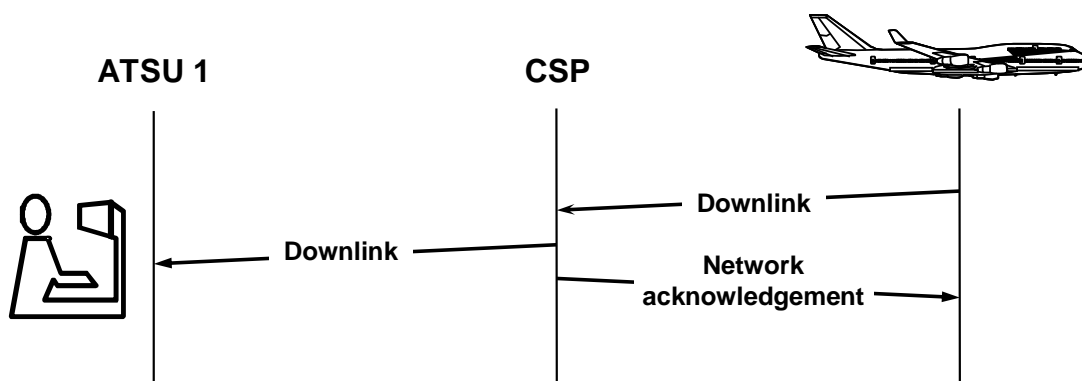 ATSU 1
CSP
Downlink
Downlink
Network
acknowledgement